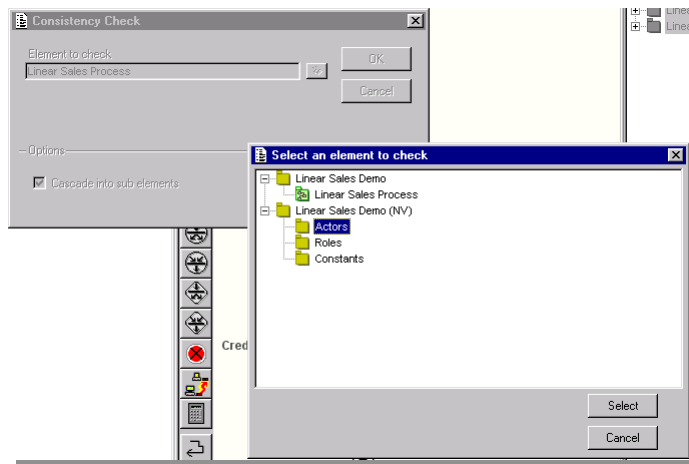 Consistency Check
Element to check
Linear Sales Process
OK
Cancel
Options
Cascade into sub elements
Select an element to check
Linear Sales Demo
Linear Sales Process
Linear Sales Demo (NV)
Actors
Roles
Constants
Select
Cancel
Cred